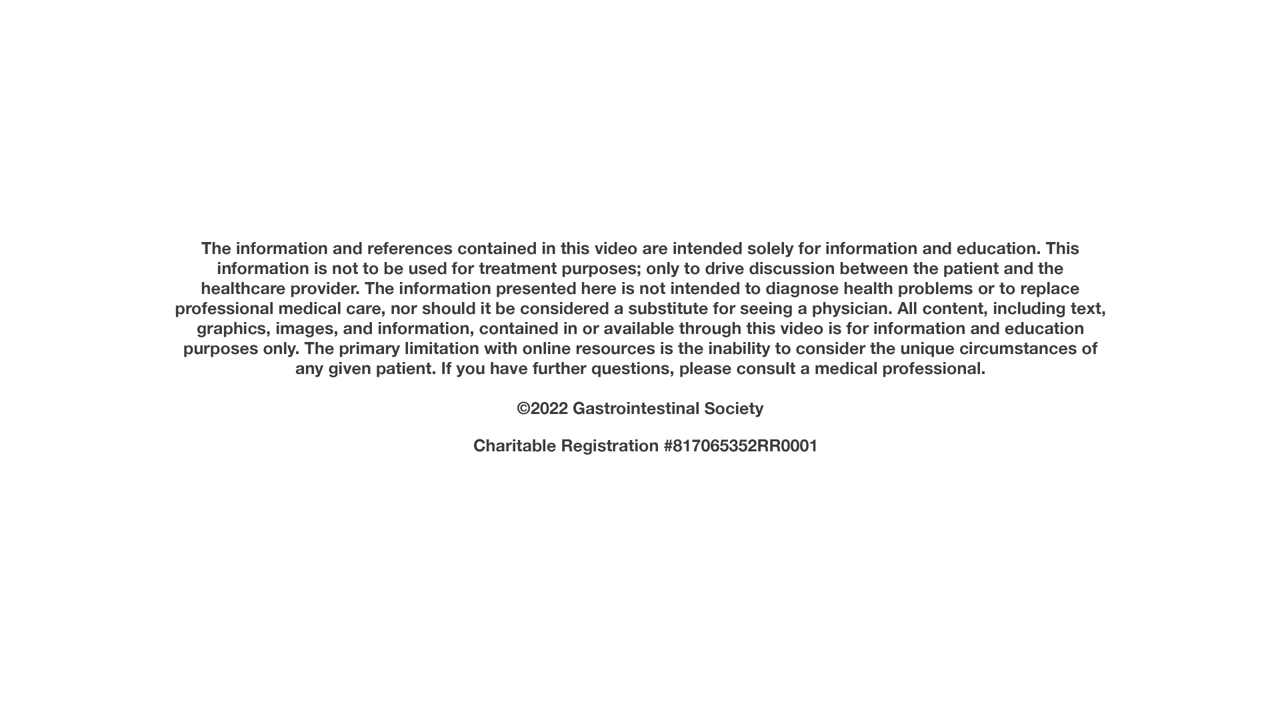 The information and references contained in this video are intended solely for information and education. This
information is not to be used for treatment purposes; only to drive discussion between the patient and the
healthcare provider. The information presented here is not intended to diagnose health problems or to replace
professional medical care, nor should it be considered a substitute for seeing a physician. All content, including text,
graphics, images, and information, contained in or available through this video is for information and education
purposes only. The primary limitation with online resources is the inability to consider the unique circumstances of
any given patient. If you have further questions, please consult a medical professional.
©2022 Gastrointestinal Society
Charitable Registration #817065352RR0001